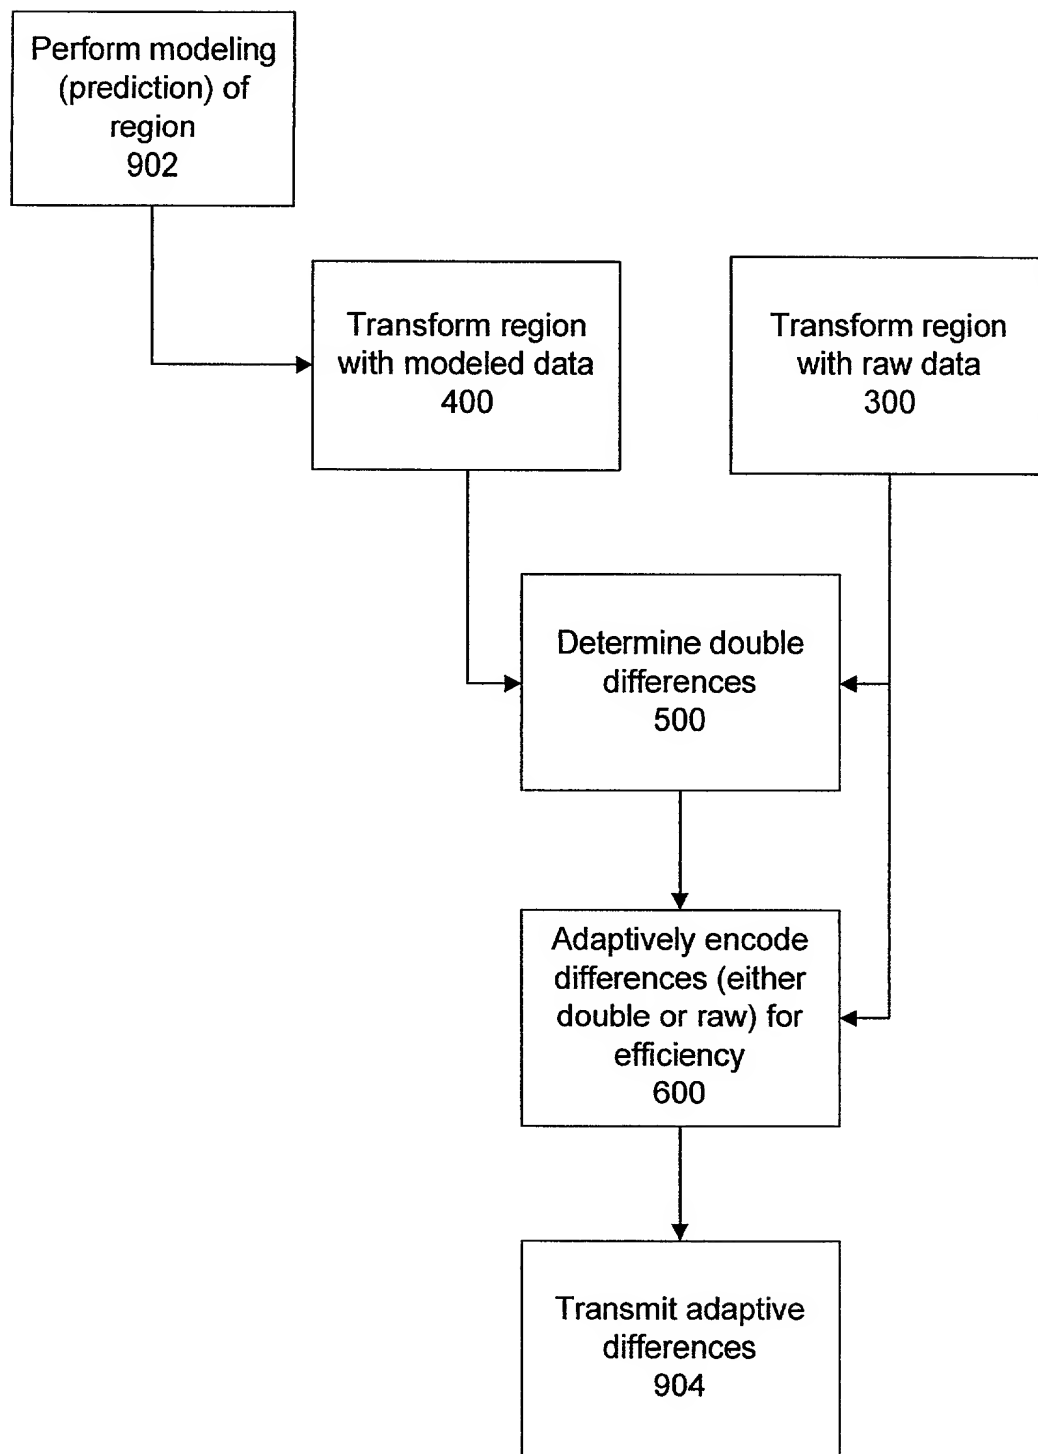 Perform modeling
(prediction) of
region
902
Transform region
with modeled data
400
Transform region
with raw data
300
Determine double
differences
500
Adaptively encode
differences (either
double or raw) for
efficiency
600
Transmit adaptive
differences
904